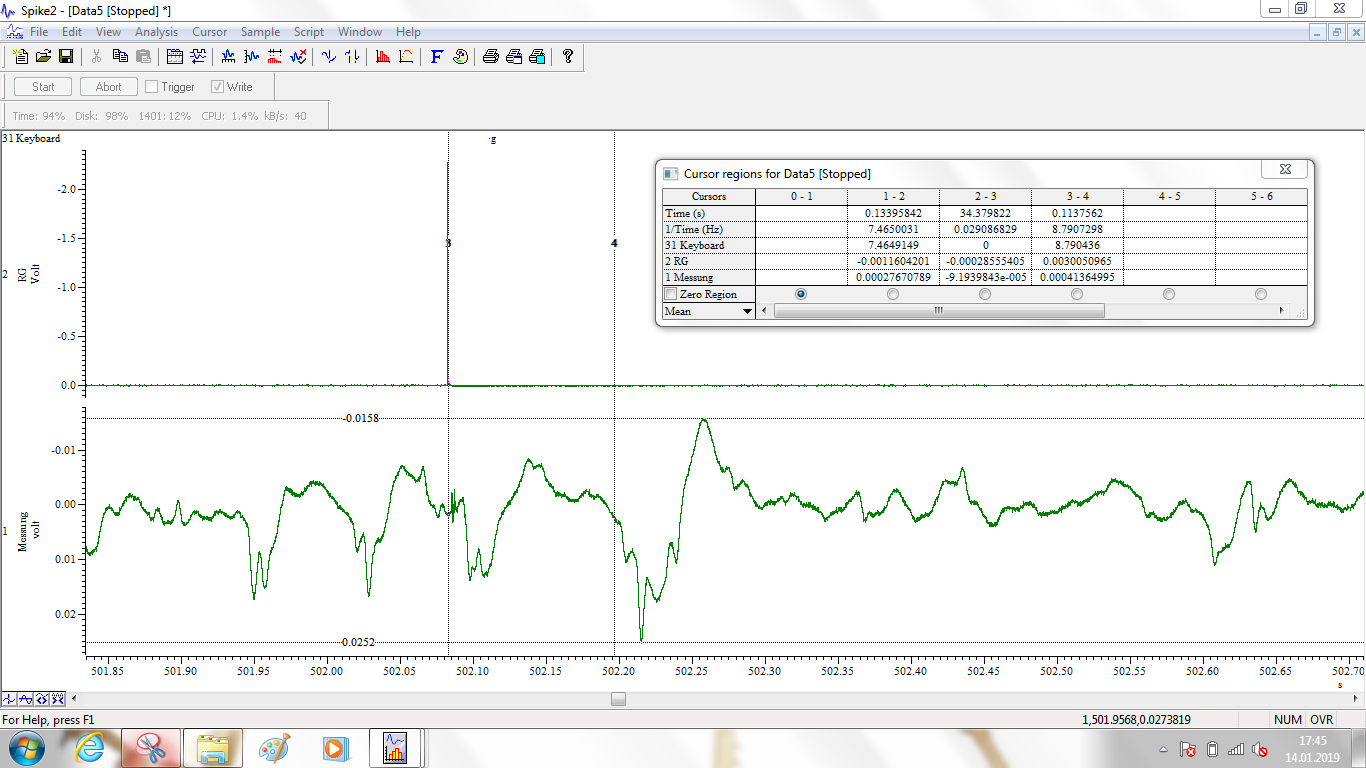 Spike2 - [Data5 [Stopped] *]
File Edit View Analysis Cursor Sample Script Window Help
Start Abort Trigger Write
Time: 94% Disk: 98% 1401: 12% CPU: 1.4% kB/s: 40
31 Keyboard
·g
-2.0
-1.5
-1.0
-0.5
0.0
2
RG
Volt
3
4
Cursor regions for Data5 [Stopped]
Cursors 0 - 1 1 - 2 2 - 3 3 - 4 4 - 5 5 - 6
Time (s) 0.13395842 34.379822 0.1137562
1/Time (Hz) 7.4650031 0.029086829 8.7907298
31 Keyboard 7.4649149 0 8.790436
2 RG -0.0011604201 -0.00028555405 0.0030050965
1 Messung 0.00027670789 -9.1939843e-005 0.00041364995
Zero Region
Mean
-0.0158
-0.01
0.00
0.01
0.02
1
Messung
volt
0.0252
501.85 501.90 501.95 502.00 502.05 502.10 502.15 502.20 502.25 502.30 502.35 502.40 502.45 502.50 502.55 502.60 502.65 502.70
s
For Help, press F1
1,501.9568,0.0273819
NUM OVR
17:45
14.01.2019